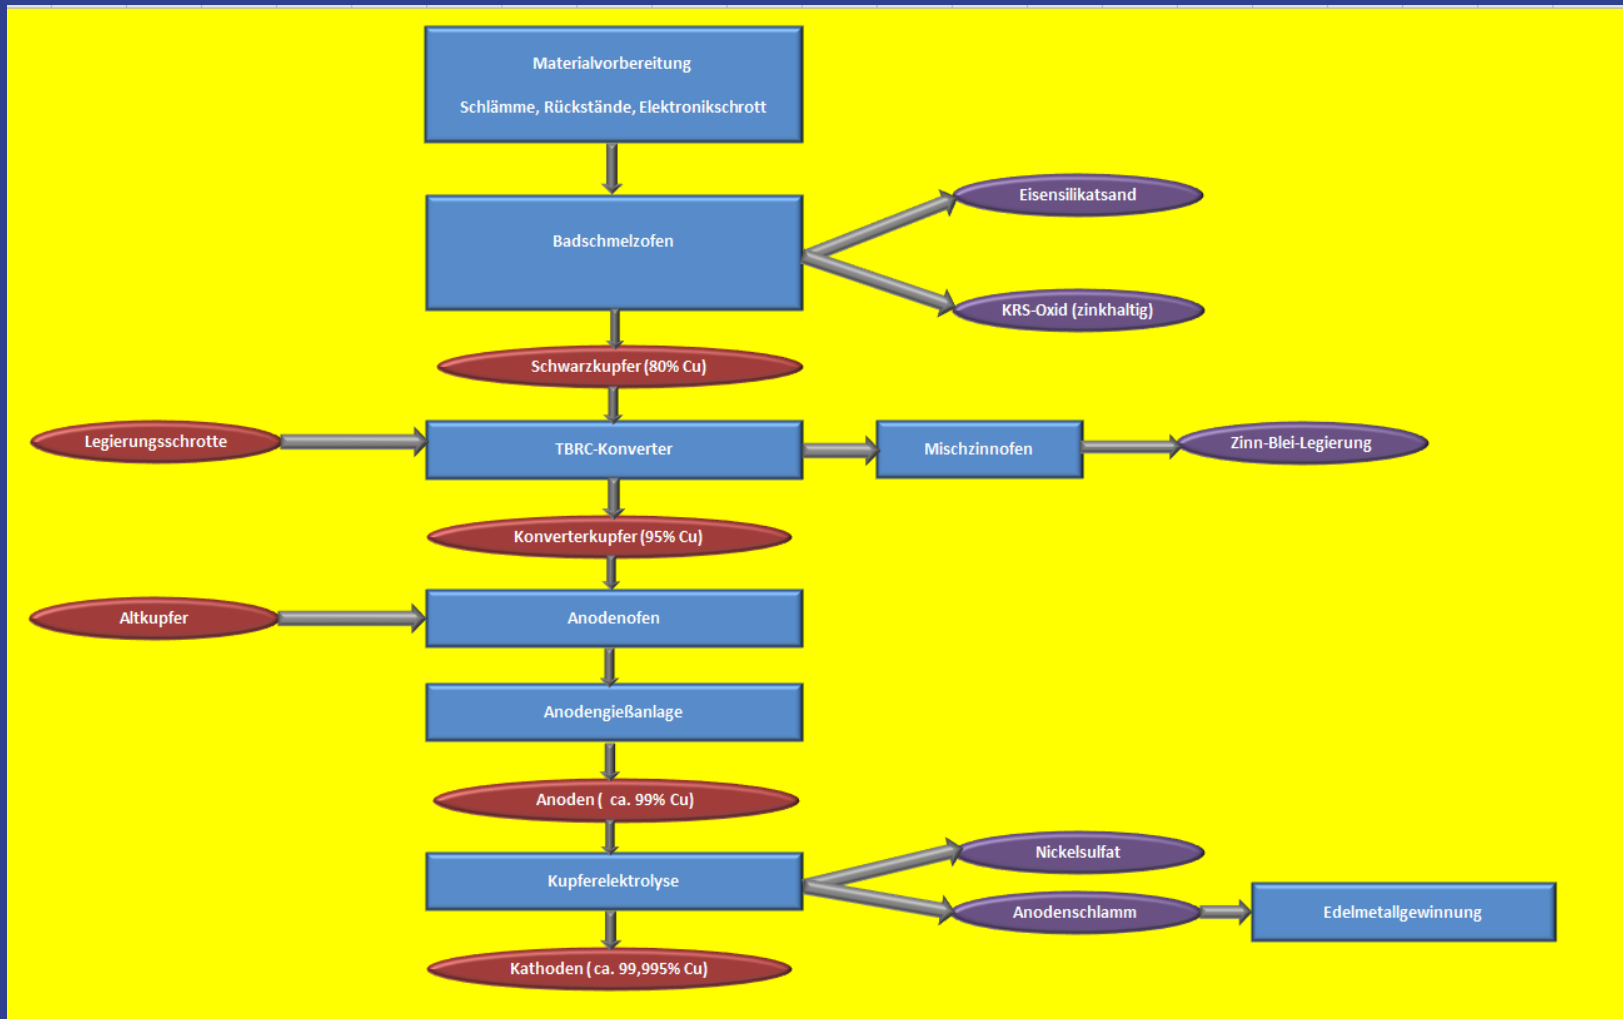 Materialvorbereitung
Schlämme, Rückstände, Elektronikschrott
Eisensilikatsand
Badschmelzofen
KRS-Oxid (zinkhaltig)
Schwarzkupfer (80% Cu)
Legierungsschrotte
TBRC-Konverter
Mischzinnofen
Zinn-Blei-Legierung
Konverterkupfer (95% Cu)
Altkupfer
Anodenofen
Anodengießanlage
Anoden ( ca. 99% Cu)
Nickelsulfat
Kupferelektrolyse
Anodenschlamm
Edelmetallgewinnung
Kathoden ( ca. 99,995% Cu)